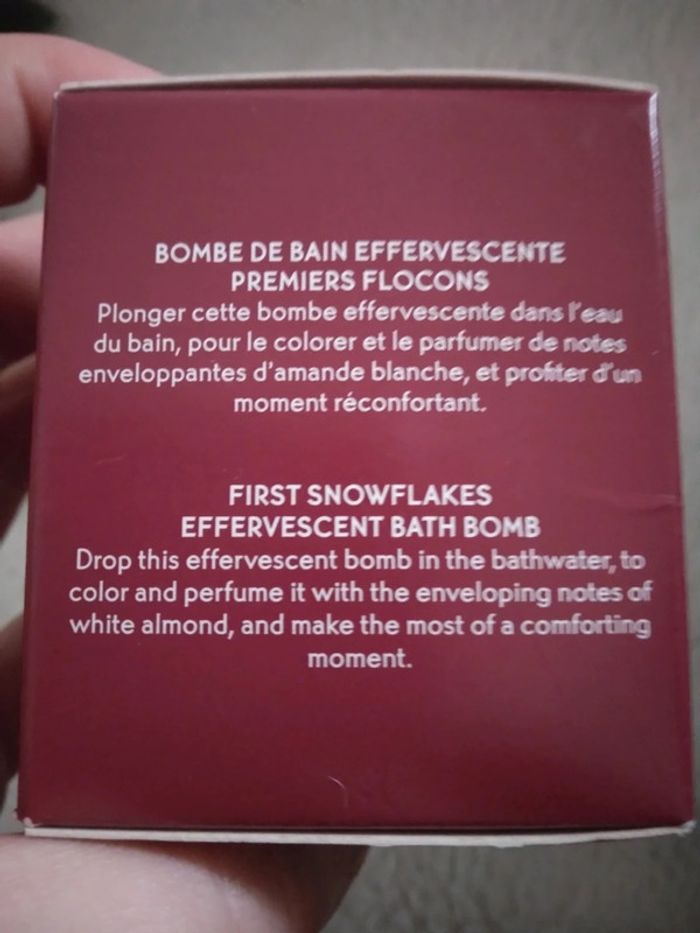 BOMBE DE BAIN EFFERVESCENTE
PREMIERS FLOCONS
Plonger cette bombe effervescente dans l'eau
du bain, pour le colorer et le parfumer de notes
enveloppantes d'amande blanche, et profiter d'un
moment réconfortant.
FIRST SNOWFLAKES
EFFERVESCENT BATH BOMB
Drop this effervescent bomb in the bathwater, to
color and perfume it with the enveloping notes of
white almond, and make the most of a comforting
moment.